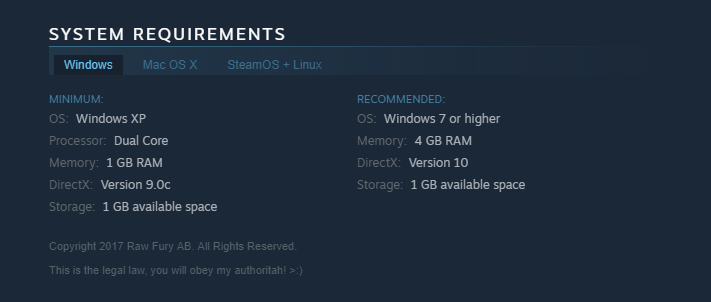 SYSTEM REQUIREMENTS
Windows Mac OS X SteamOS + Linux
MINIMUM:
OS: Windows XP
Processor: Dual Core
Memory: 1 GB RAM
DirectX: Version 9.0c
Storage: 1 GB available space
RECOMMENDED:
OS: Windows 7 or higher
Memory: 4 GB RAM
DirectX: Version 10
Storage: 1 GB available space
Copyright 2017 Raw Fury AB. All Rights Reserved.
This is the legal law, you will obey my authoritah! >:)